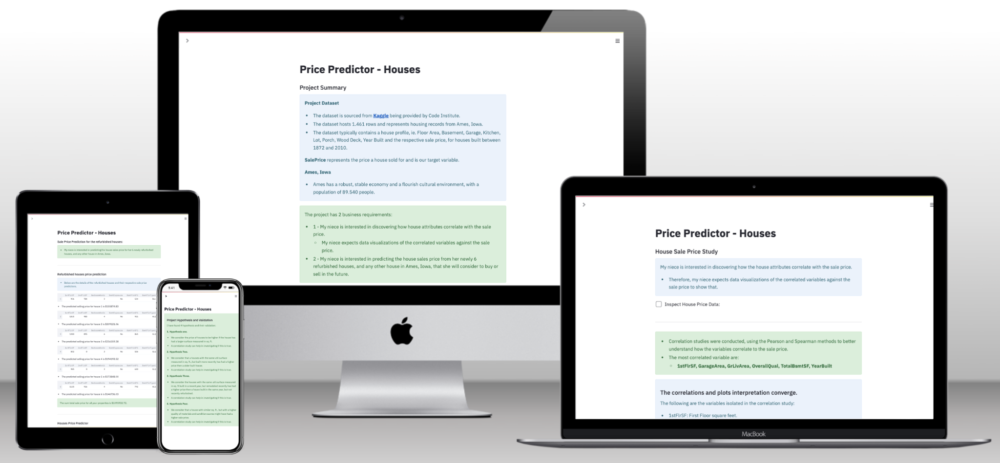 Price Predictor - Houses
Project Summary
Project Dataset
The dataset is sourced from Kaggle being provided by Code Institute.
The dataset hosts 1.461 rows and represents housing records from Ames, Iowa.
The dataset typically contains a house profile, ie. Floor Area, Basement, Garage, Kitchen,
Lot, Porch, Wood Deck, Year Built and the respective sale price, for houses built between
1872 and 2010.
SalePrice represents the price a house sold for and is our target variable.
Ames, Iowa
Ames has a robust, stable economy and a flourish cultural environment, with a
population of 89.540 people.
The project has 2 business requirements:
1 - My niece is interested in discovering how house attributes correlate with the sale
price.
My niece expects data visualizations of the correlated variables against the sale
price.
2 - My niece is interested in predicting the house sales price from her newly 6
refurbished houses, and any other house in Ames, Iowa, that she will consider to buy or
sell in the future.
Price Predictor - Houses
Sale Price Prediction for the refurbished houses:
My niece is interested in predicting the house sales price for her 6 newly refurbished
houses, and any other house in Ames, Iowa.
Refurbished houses price prediction
Below are the details of the refurbished houses and their respective sale price
predictions.
The predicted selling price for house 1 is
The predicted selling price for house 2 is
The predicted selling price for house 3 is
The predicted selling price for house 4 is
The predicted selling price for house 5 is
The predicted selling price for house 6 is
The sum total sale price for all your properties is
Houses Price Predictor
9:41
Price Predictor - Houses
Project Hypothesis and Validation
I have found 4 hypothesis and their validation.
1. Hypothesis one.
We consider the price of houses to be higher if the house has
had a larger surface measured in sq. ft.
A correlation study can help in investigating if this is true.
2. Hypothesis Two.
We consider that a houses with the same util surface
measured in sq. ft., but built more recently has had a higher
price then a older built house.
A correlation study can help in investigating if this is true.
3. Hypothesis Three.
We consider the houses with the same util surface measured
in sq. ft built in a recent year, but remodeled recently has had
a higher price then a house built in the same year, but not
recently refurbished.
A correlation study can help in investigating if this is true.
4. Hypothesis Four.
We consider that a house with similar sq. ft., but with a higher
quality of materials and condition scores might have had a
higher sale price.
A correlation study can help in investigating if this is true.
Price Predictor - Houses
House Sale Price Study
My niece is interested in discovering how the house attributes correlate with the sale price.
Therefore, my niece expects data visualizations of the correlated variables against the
sale price to show that.
Inspect House Price Data:
Correlation studies were conducted, using the Pearson and Spearman methods to better
understand how the variables correlate to the sale price.
The most correlated variable are:
1stFlrSF, GarageArea, GrLivArea, OverallQual, TotalBsmtSF, YearBuilt
The correlations and plots interpretation converge.
The following are the variables isolated in the correlation study:
1stFlrSF: First Floor square feet.
MacBook